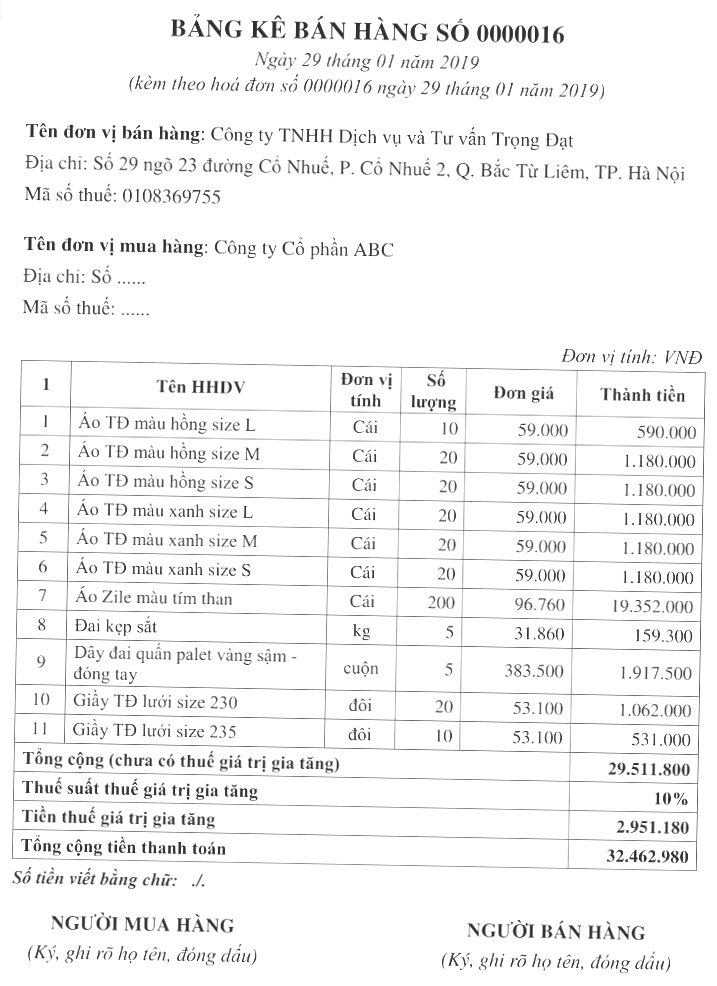 BẢNG KÊ BÁN HÀNG SỐ 0000016
Ngày 29 tháng 01 năm 2019
(kèm theo hoá đơn số 0000016 ngày 29 tháng 01 năm 2019)
Tên đơn vị bán hàng: Công ty TNHH Dịch vụ và Tư vấn Trọng Đạt
Địa chỉ: Số 29 ngõ 23 đường Cổ Nhuế, P. Cổ Nhuế 2, Q. Bắc Từ Liêm, TP. Hà Nội
Mã số thuế: 0108369755
Tên đơn vị mua hàng: Công ty Cổ phần ABC
Địa chỉ: Số ......
Mã số thuế: ......
Đơn vị tính: VNĐ
1 Tên HHDV Đơn vị tính Số lượng Đơn giá Thành tiền
1 Áo TĐ màu hồng size L Cái 10 59.000 590.000
2 Áo TĐ màu hồng size M Cái 20 59.000 1.180.000
3 Áo TĐ màu hồng size S Cái 20 59.000 1.180.000
4 Áo TĐ màu xanh size L Cái 20 59.000 1.180.000
5 Áo TĐ màu xanh size M Cái 20 59.000 1.180.000
6 Áo TĐ màu xanh size S Cái 20 59.000 1.180.000
7 Áo Zile màu tím than Cái 200 96.760 19.352.000
8 Đai kẹp sắt kg 5 31.860 159.300
9 Dây đai quấn palet vàng sậm - đóng tay cuộn 5 383.500 1.917.500
10 Giầy TĐ lưới size 230 đôi 20 53.100 1.062.000
11 Giầy TĐ lưới size 235 đôi 10 53.100 531.000
Tổng cộng (chưa có thuế giá trị gia tăng) 29.511.800
Thuế suất thuế giá trị gia tăng 10%
Tiền thuế giá trị gia tăng 2.951.180
Tổng cộng tiền thanh toán 32.462.980
Số tiền viết bằng chữ: ./.
NGƯỜI MUA HÀNG NGƯỜI BÁN HÀNG
(Ký, ghi rõ họ tên, đóng dấu) (Ký, ghi rõ họ tên, đóng dấu)